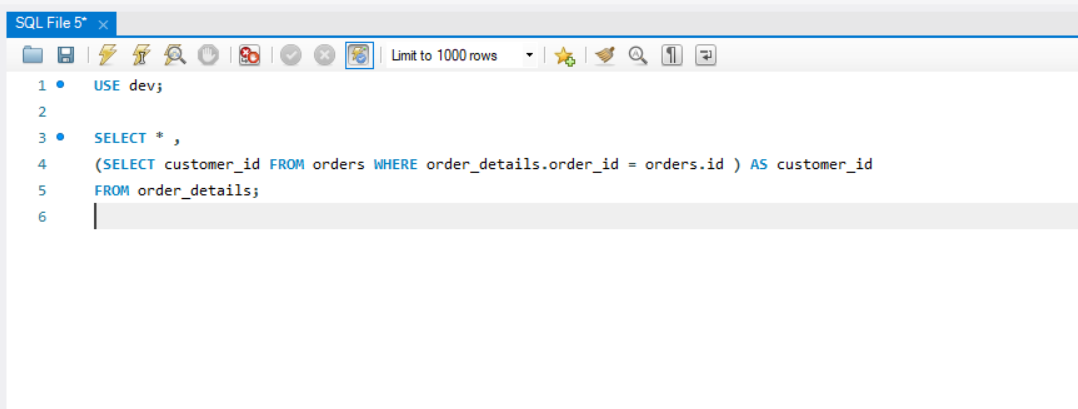 SQL File 5*
Limit to 1000 rows
1 USE dev;
2
3 SELECT * ,
4 (SELECT customer_id FROM orders WHERE order_details.order_id = orders.id ) AS customer_id
5 FROM order_details;
6